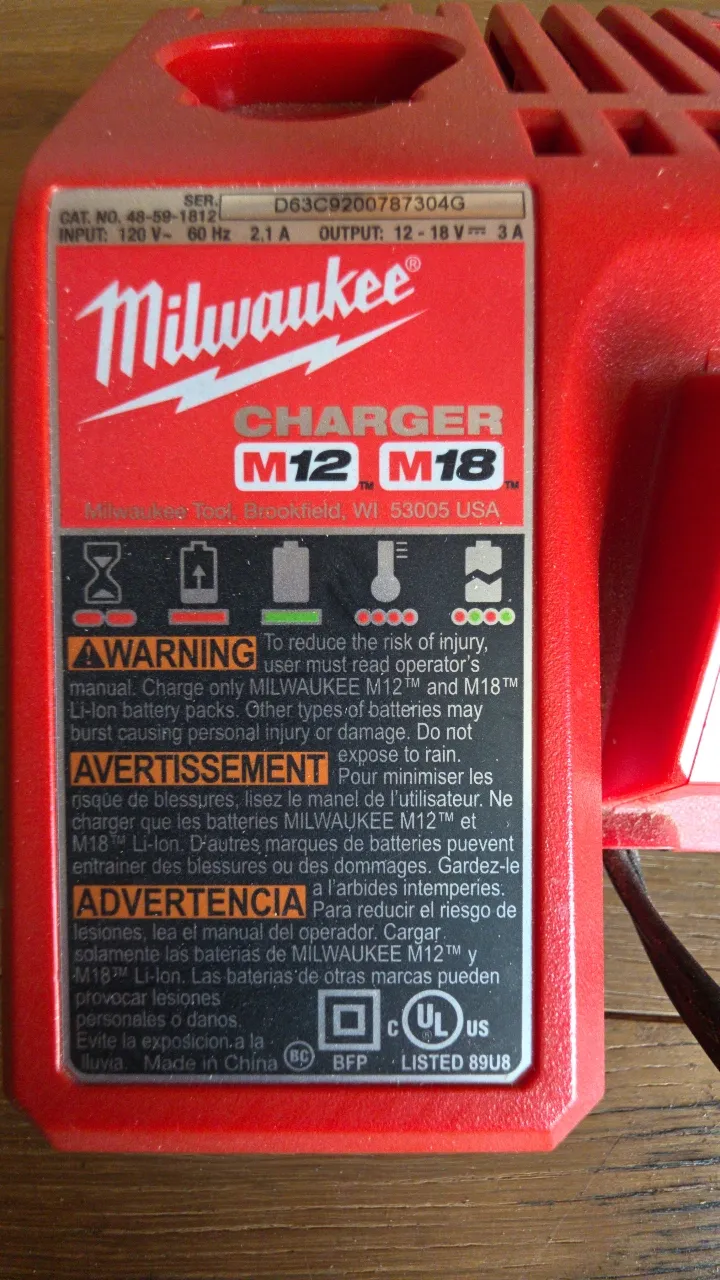 SER. D63C9200787304G
CAT. NO. 48-59-1812
INPUT: 120 V~ 60 Hz 2,1 A OUTPUT: 12 - 18 V⎓ 3 A
Milwaukee®
CHARGER
M12™ M18™
Milwaukee Tool, Brookfield, WI 53005 USA
⚠WARNING To reduce the risk of injury,
user must read operator's
manual. Charge only MILWAUKEE M12™ and M18™
Li-Ion battery packs. Other types of batteries may
burst causing personal injury or damage. Do not
expose to rain.
AVERTISSEMENT Pour minimiser les
risque de blessures, lisez le manel de l'utilisateur. Ne
charger que les batteries MILWAUKEE M12™ et
M18™ Li-Ion. D'autres marques de batteries puevent
entrainer des blessures ou des dommages. Gardez-le
a l'arbides intemperies.
ADVERTENCIA Para reducir el riesgo de
lesiones, lea el manual del operador. Cargar
solamente las baterias de MILWAUKEE M12™ y
M18™ Li-Ion. Las baterias de otras marcas pueden
provocar lesiones
personales o danos.
Evite la exposicion a la
lluvia. Made in China
BC BFP
c UL® US
LISTED 89U8